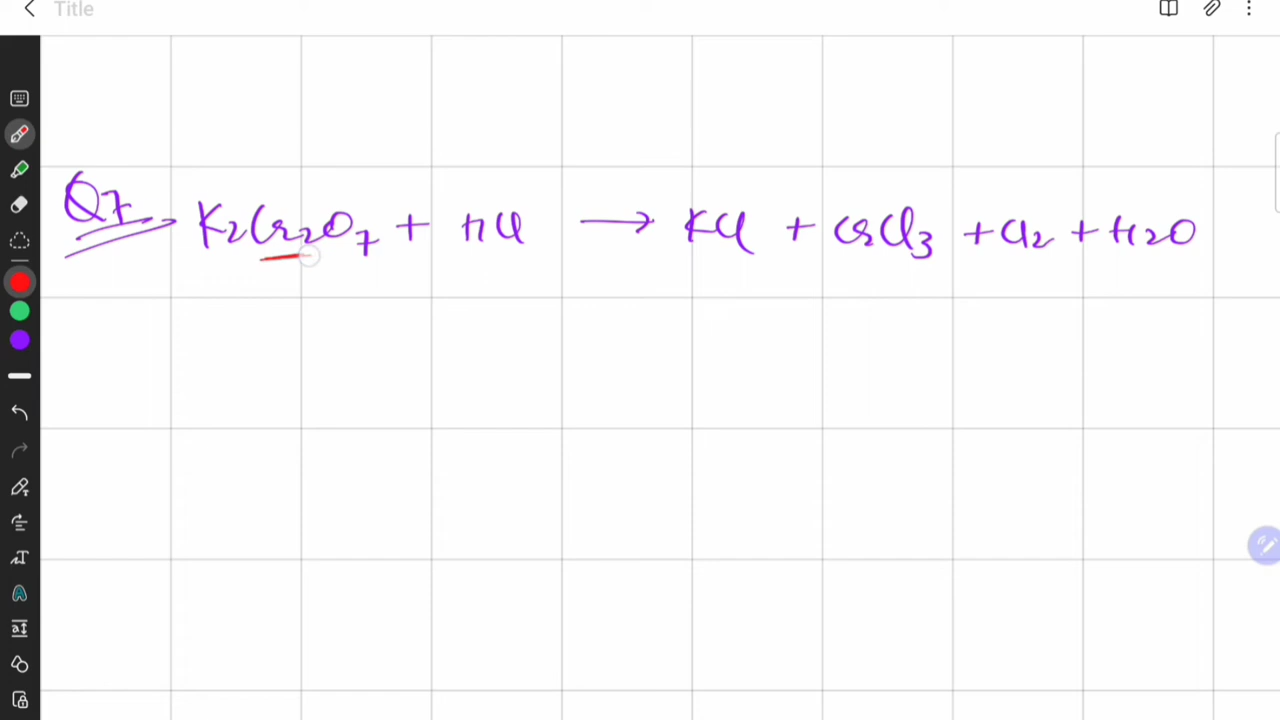 Title
Q7 K2Cr2O7 + HCl → KCl + CrCl3 + Cl2 + H2O